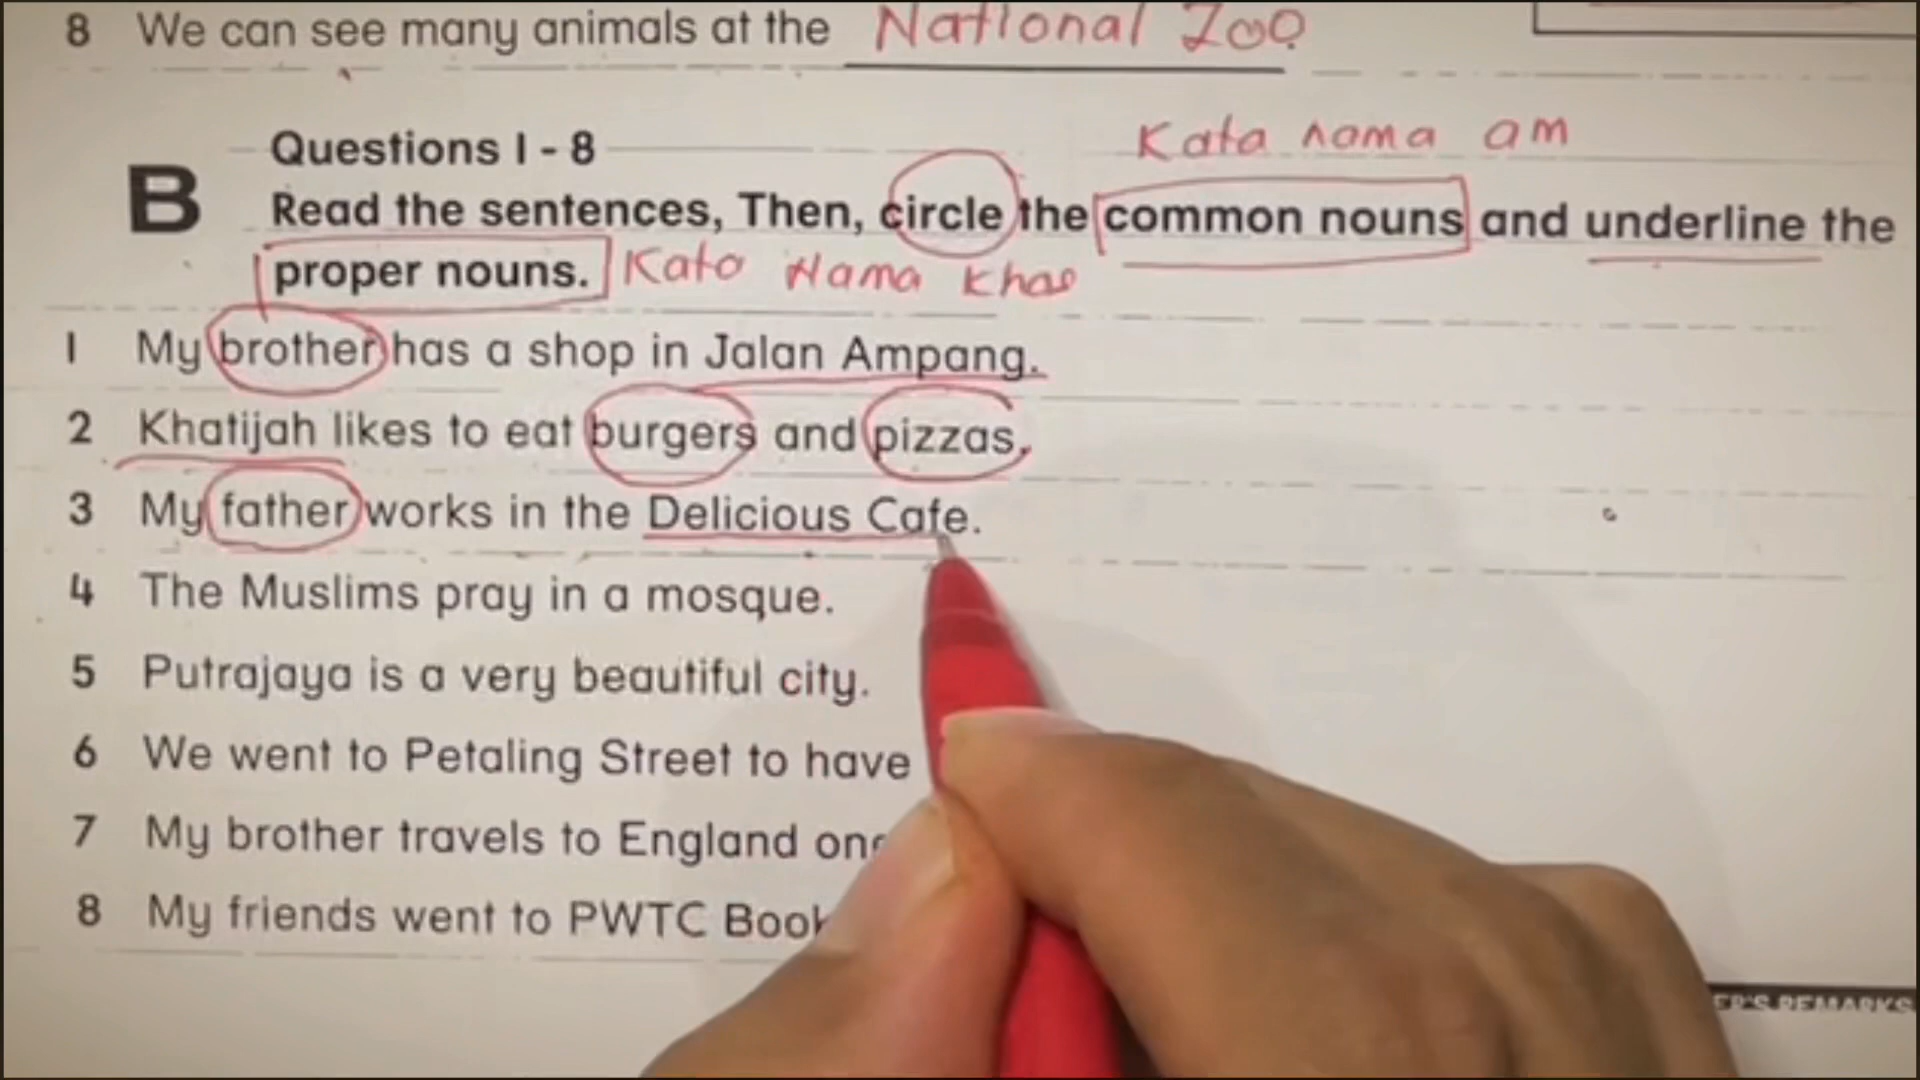 8 We can see many animals at the National Zoo
Kata nama am
B
Questions 1 - 8
Read the sentences, Then, circle the common nouns and underline the
proper nouns. Kata Nama Khas
1 My brother has a shop in Jalan Ampang.
2 Khatijah likes to eat burgers and pizzas.
3 My father works in the Delicious Cafe.
4 The Muslims pray in a mosque.
5 Putrajaya is a very beautiful city.
6 We went to Petaling Street to have
7 My brother travels to England
8 My friends went to PWTC
REMARKS